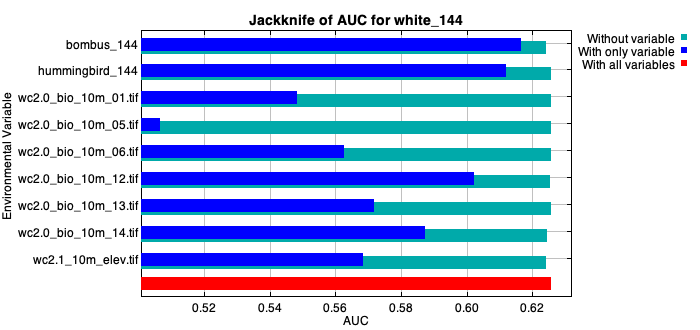 Jackknife of AUC for white_144
Without variable
With only variable
With all variables
Environmental Variable
bombus_144
hummingbird_144
wc2.0_bio_10m_01.tif
wc2.0_bio_10m_05.tif
wc2.0_bio_10m_06.tif
wc2.0_bio_10m_12.tif
wc2.0_bio_10m_13.tif
wc2.0_bio_10m_14.tif
wc2.1_10m_elev.tif
0.52 0.54 0.56 0.58 0.60 0.62
AUC